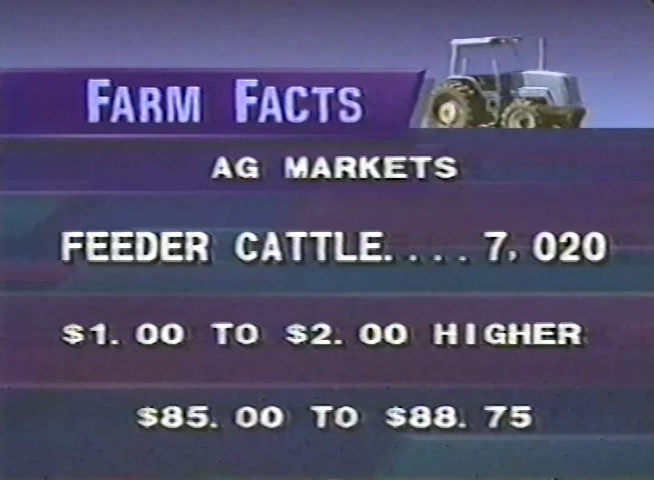 FARM FACTS
AG MARKETS
FEEDER CATTLE.... 7,020
$1.00 TO $2.00 HIGHER
$85.00 TO $88.75